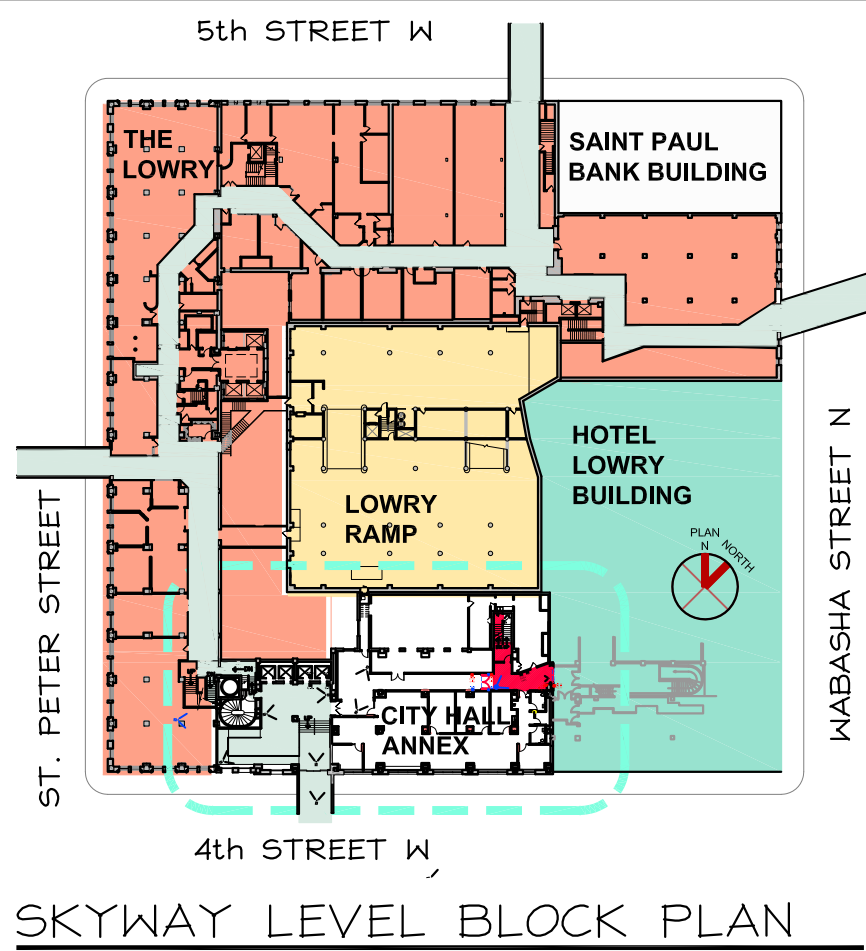 5th STREET W
THE
LOWRY
SAINT PAUL
BANK BUILDING
HOTEL
LOWRY
BUILDING
LOWRY
RAMP
PLAN
N
NORTH
ST. PETER STREET
WABASHA STREET N
CITY HALL
ANNEX
4th STREET W
SKYWAY LEVEL BLOCK PLAN